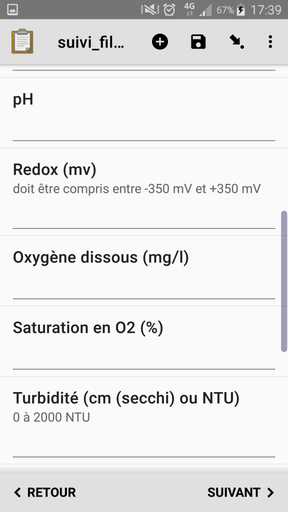 4G 67% 17:39
suivi_fil...
pH
Redox (mv)
doit être compris entre -350 mV et +350 mV
Oxygène dissous (mg/l)
Saturation en O2 (%)
Turbidité (cm (secchi) ou NTU)
0 à 2000 NTU
RETOUR SUIVANT